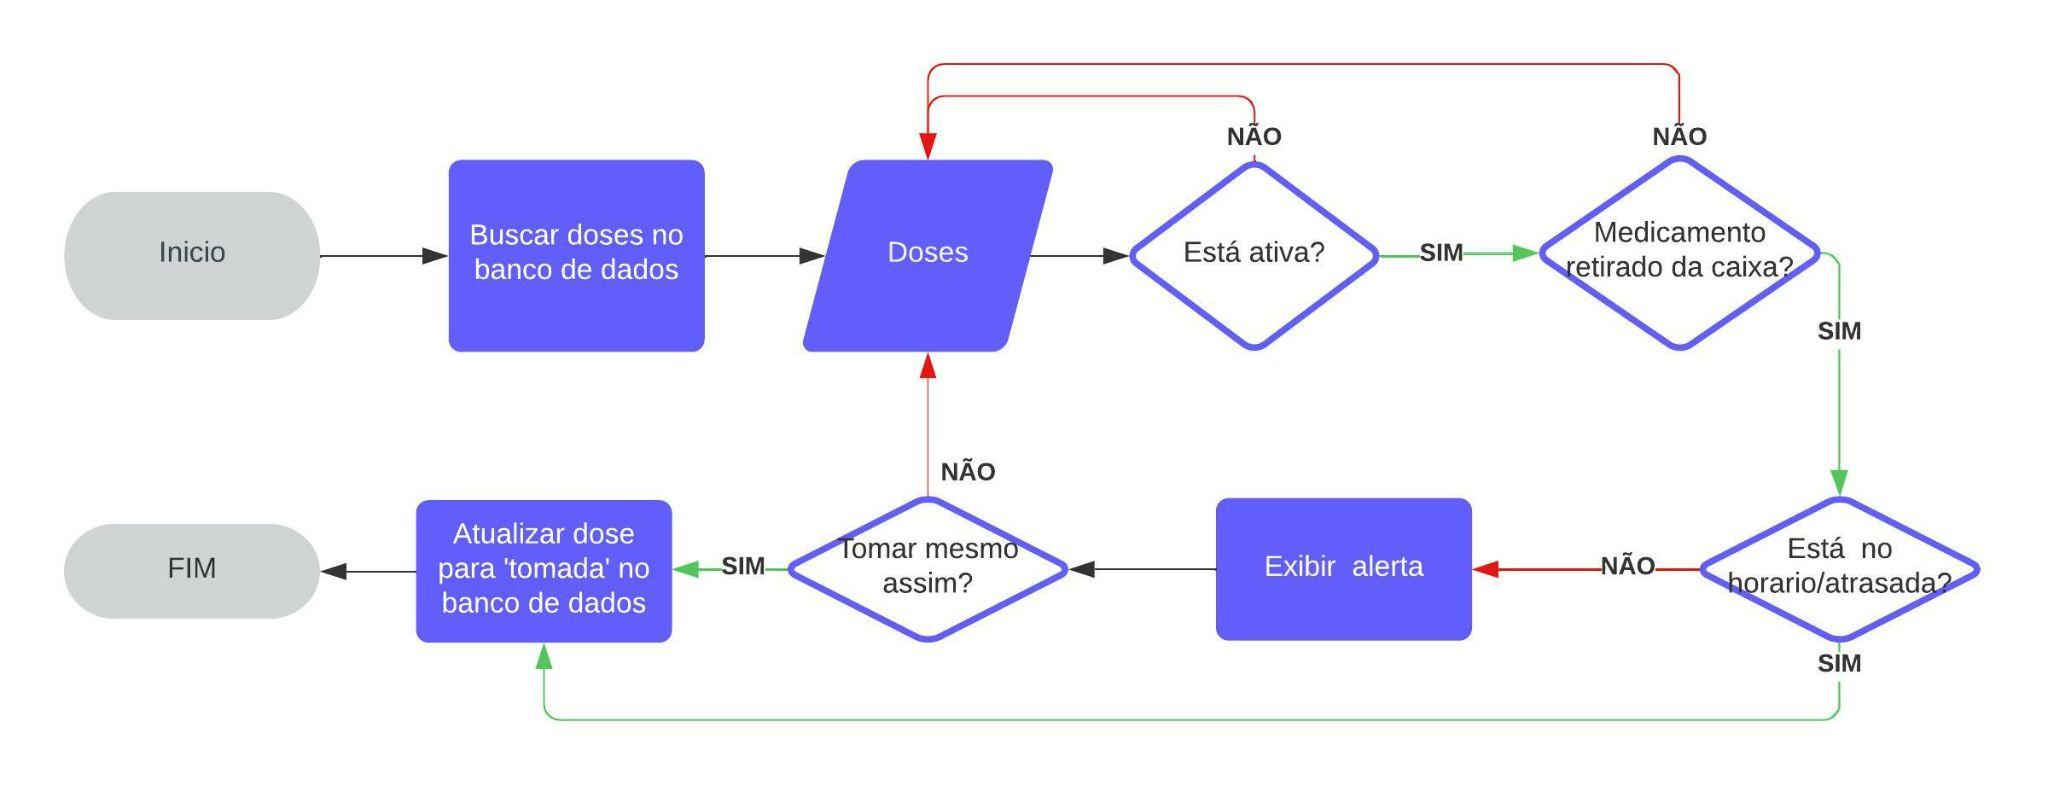 Inicio
Buscar doses no
banco de dados
Doses
NÃO
Está ativa?
SIM
NÃO
Medicamento
retirado da caixa?
SIM
Está no
horario/atrasada?
NÃO
SIM
Exibir alerta
Tomar mesmo
assim?
NÃO
SIM
Atualizar dose
para 'tomada' no
banco de dados
FIM